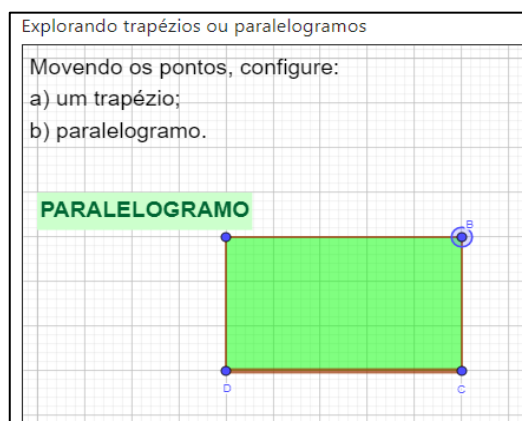 Explorando trapézios ou paralelogramos
Movendo os pontos, configure:
a) um trapézio;
b) paralelogramo.
PARALELOGRAMO
B
D
C